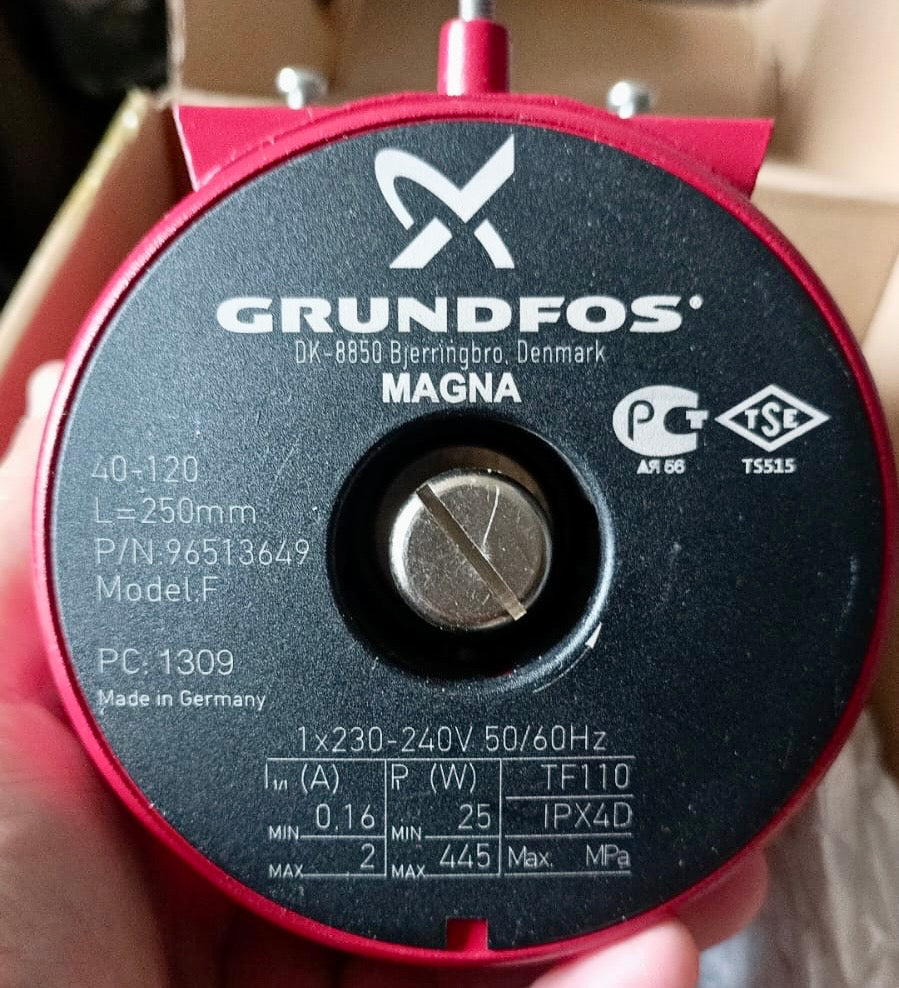 GRUNDFOS
DK-8850 Bjerringbro, Denmark
MAGNA
РСТ
АЯ 56
TSE
TS515
40-120
L=250mm
P/N:96513649
Model:F
PC: 1309
Made in Germany
1x230-240V 50/60Hz
I1/1 (A) P (W) TF110
MIN 0,16 MIN 25 IPX4D
MAX 2 MAX 445 Max. MPa